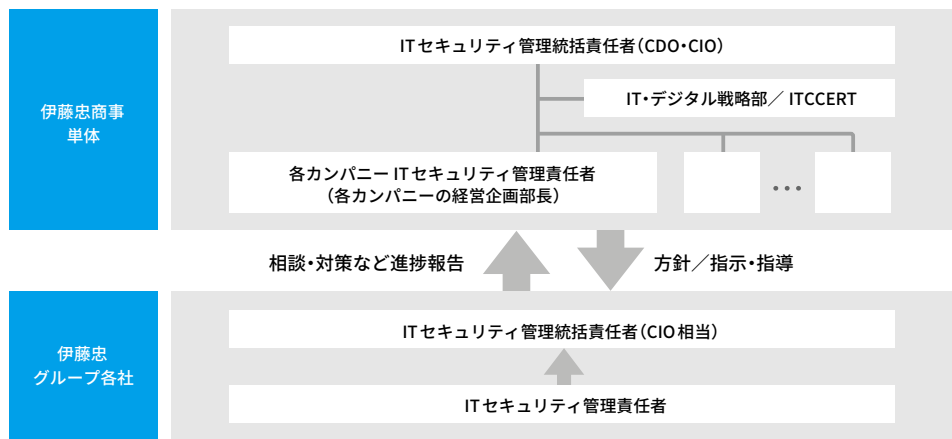 ITセキュリティ管理統括責任者(CDO・CIO)
伊藤忠商事
単体
IT・デジタル戦略部／ITCCERT
各カンパニー ITセキュリティ管理責任者
(各カンパニーの経営企画部長)
…
相談・対策など進捗報告
方針／指示・指導
ITセキュリティ管理統括責任者(CIO相当)
伊藤忠
グループ各社
ITセキュリティ管理責任者